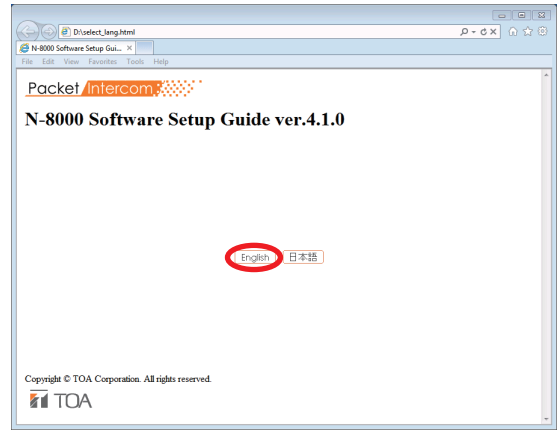 D:\select_lang.html
N-8000 Software Setup Gui...
File Edit View Favorites Tools Help
Packet Intercom
N-8000 Software Setup Guide ver.4.1.0
English 日本語
Copyright © TOA Corporation. All rights reserved.
TOA